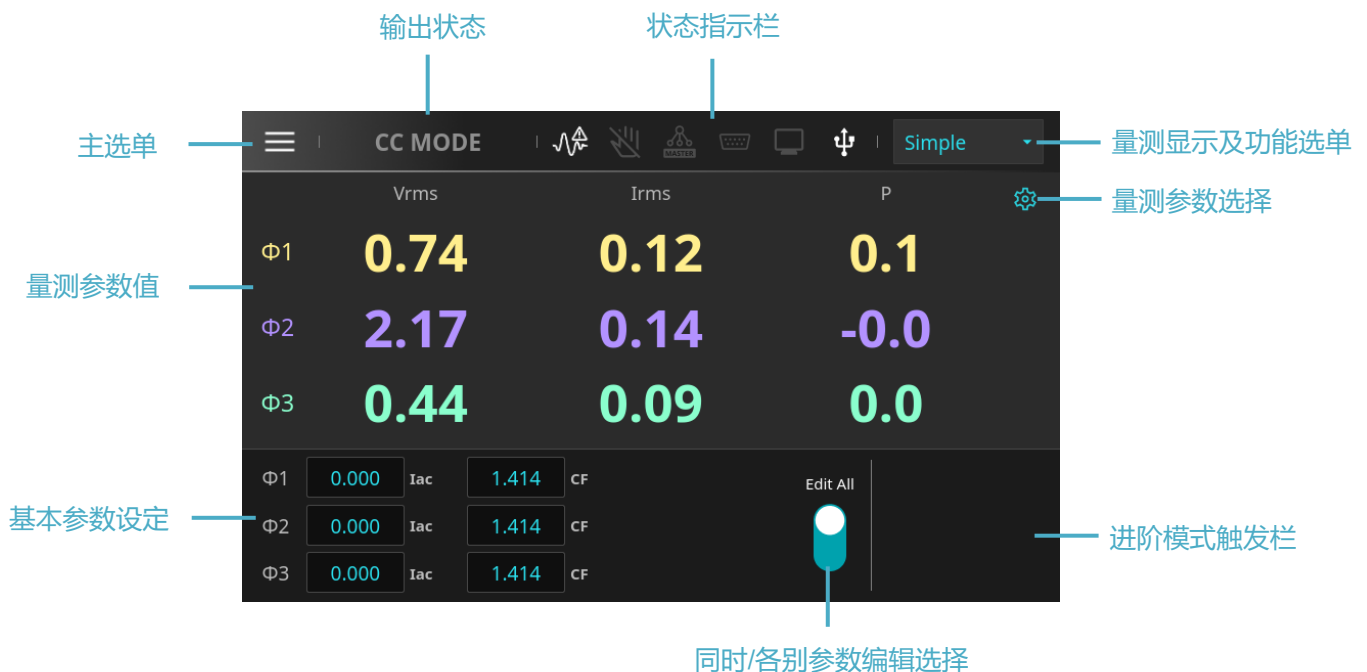 输出状态
状态指示栏
主选单
CC MODE
MASTER
Simple
量测显示及功能选单
Vrms Irms P
量测参数选择
Φ1 0.74 0.12 0.1
量测参数值
Φ2 2.17 0.14 -0.0
Φ3 0.44 0.09 0.0
Φ1 0.000 Iac 1.414 CF
Edit All
基本参数设定
Φ2 0.000 Iac 1.414 CF
进阶模式触发栏
Φ3 0.000 Iac 1.414 CF
同时/各别参数编辑选择